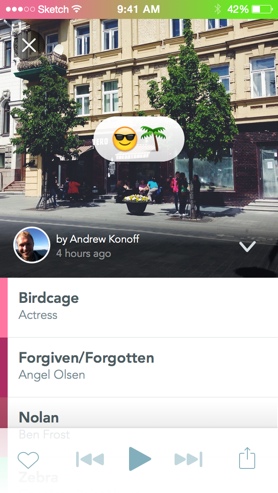 Sketch 9:41 AM 42%
😎🌴
by Andrew Konoff
4 hours ago
Birdcage
Actress
Forgiven/Forgotten
Angel Olsen
Nolan
Ben Frost
Zebra